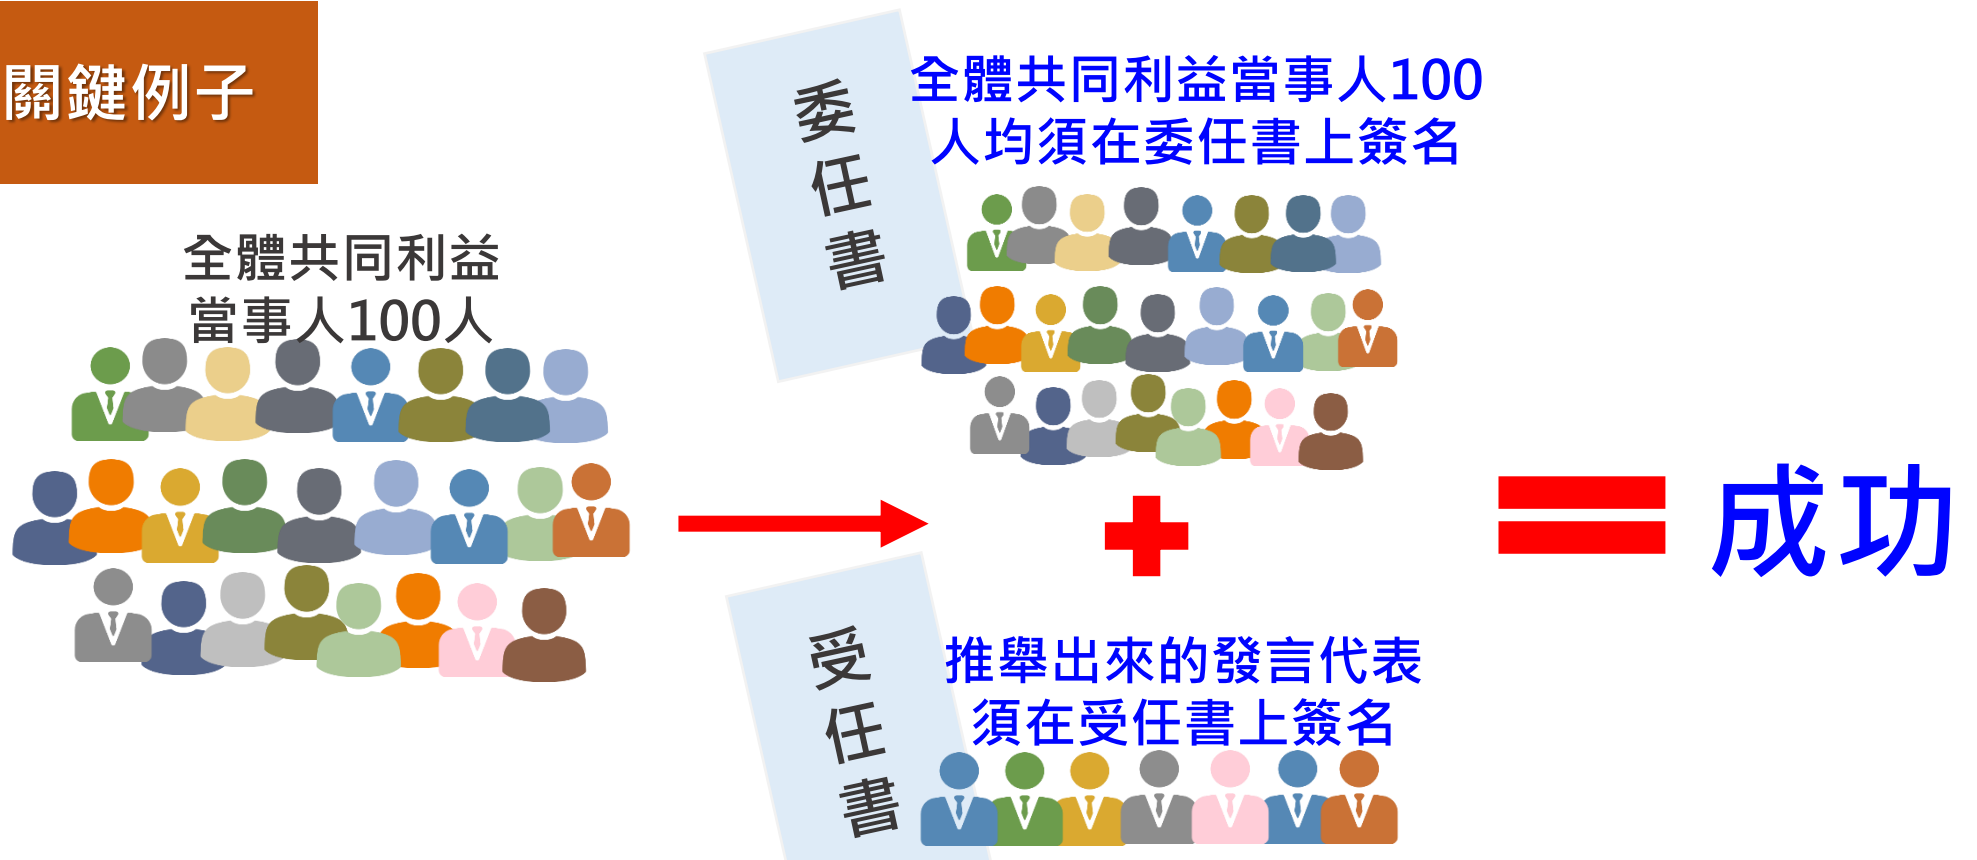 關鍵例子
全體共同利益
當事人100人
委任書
全體共同利益當事人100
人均須在委任書上簽名
受任書
推舉出來的發言代表
須在受任書上簽名
成功